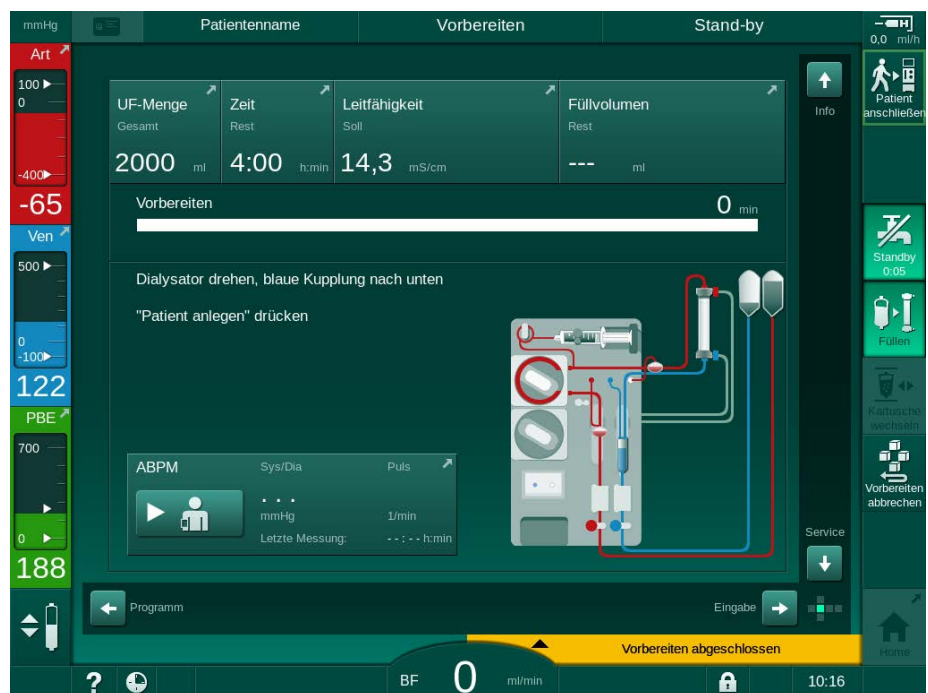 mmHg
Patientenname
Vorbereiten
Stand-by
0,0 ml/h
Art
100
0
-400
-65
Ven
500
0
-100
122
PBE
700
0
188
UF-Menge
Gesamt
2000 ml
Zeit
Rest
4:00 h:min
Leitfähigkeit
Soll
14,3 mS/cm
Füllvolumen
Rest
--- ml
Vorbereiten
0 min
Dialysator drehen, blaue Kupplung nach unten
"Patient anlegen" drücken
ABPM
Sys/Dia
Puls
. . .
mmHg
1/min
Letzte Messung:
--:-- h:min
Info
Service
Patient
anschließen
Standby
0:05
Füllen
Kartusche
wechseln
Vorbereiten
abbrechen
Home
Programm
Eingabe
Vorbereiten abgeschlossen
?
BF 0 ml/min
10:16